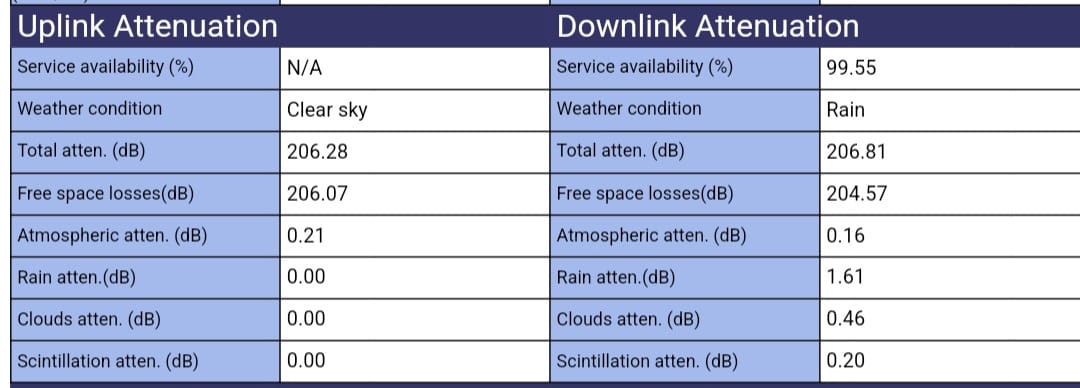 Uplink Attenuation Downlink Attenuation
Service availability (%) N/A Service availability (%) 99.55
Weather condition Clear sky Weather condition Rain
Total atten. (dB) 206.28 Total atten. (dB) 206.81
Free space losses(dB) 206.07 Free space losses(dB) 204.57
Atmospheric atten. (dB) 0.21 Atmospheric atten. (dB) 0.16
Rain atten.(dB) 0.00 Rain atten.(dB) 1.61
Clouds atten. (dB) 0.00 Clouds atten. (dB) 0.46
Scintillation atten. (dB) 0.00 Scintillation atten. (dB) 0.20